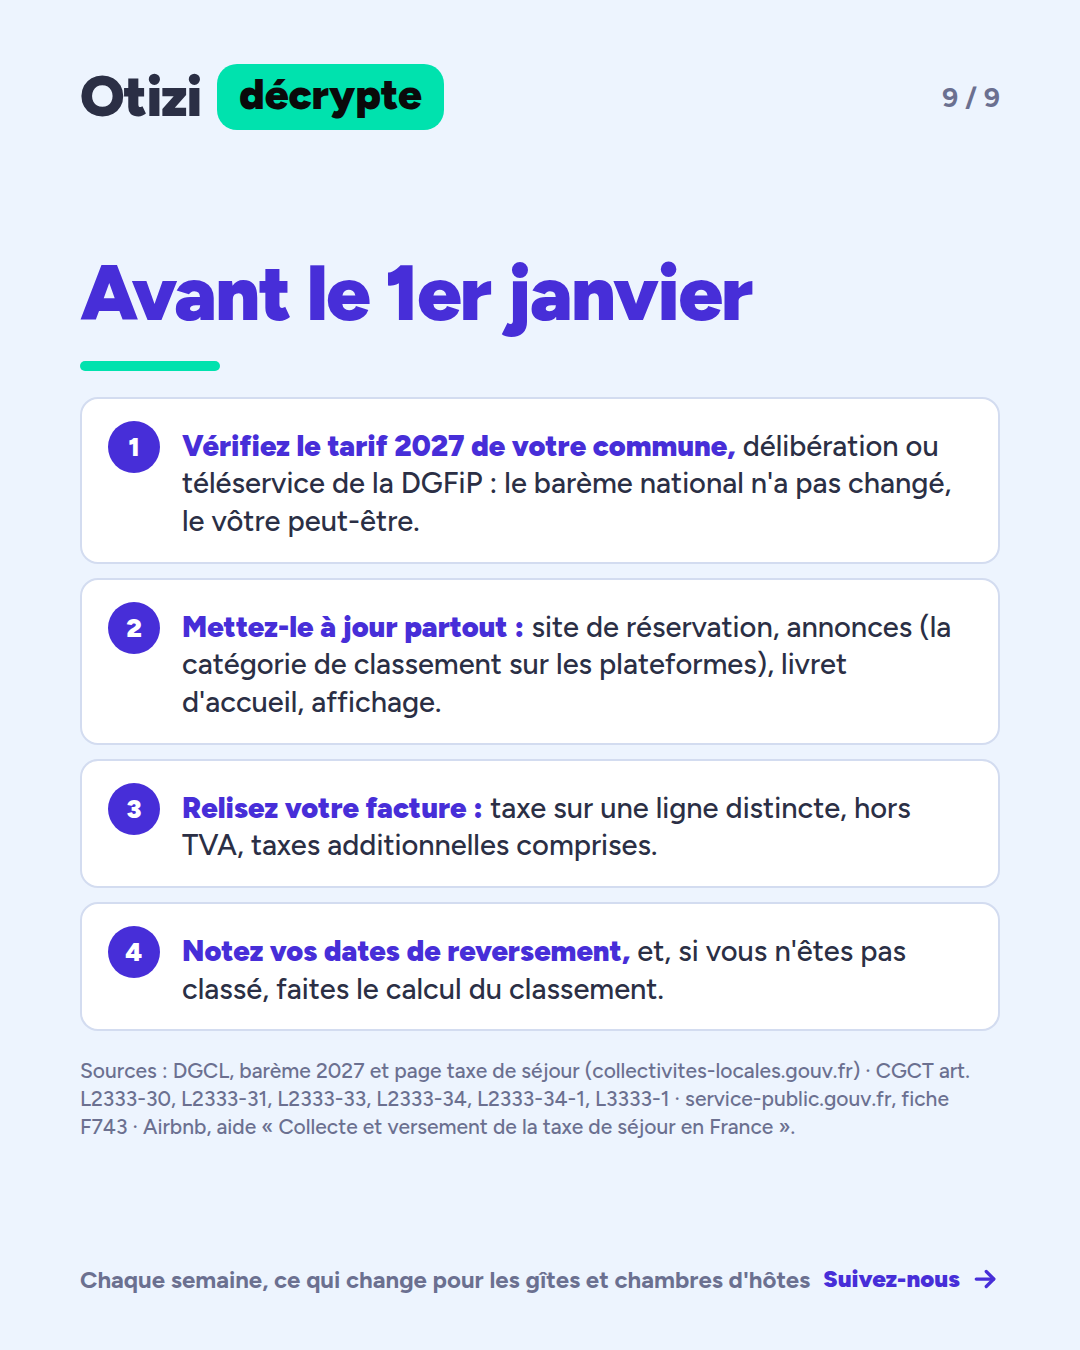 Otizi décrypte
9 / 9
Avant le 1er janvier
1
Vérifiez le tarif 2027 de votre commune, délibération ou
téléservice de la DGFiP : le barème national n'a pas changé,
le vôtre peut-être.
2
Mettez-le à jour partout : site de réservation, annonces (la
catégorie de classement sur les plateformes), livret
d'accueil, affichage.
3
Relisez votre facture : taxe sur une ligne distincte, hors
TVA, taxes additionnelles comprises.
4
Notez vos dates de reversement, et, si vous n'êtes pas
classé, faites le calcul du classement.
Sources : DGCL, barème 2027 et page taxe de séjour (collectivites-locales.gouv.fr) · CGCT art.
L2333-30, L2333-31, L2333-33, L2333-34, L2333-34-1, L3333-1 · service-public.gouv.fr, fiche
F743 · Airbnb, aide « Collecte et versement de la taxe de séjour en France ».
Chaque semaine, ce qui change pour les gîtes et chambres d'hôtes Suivez-nous →